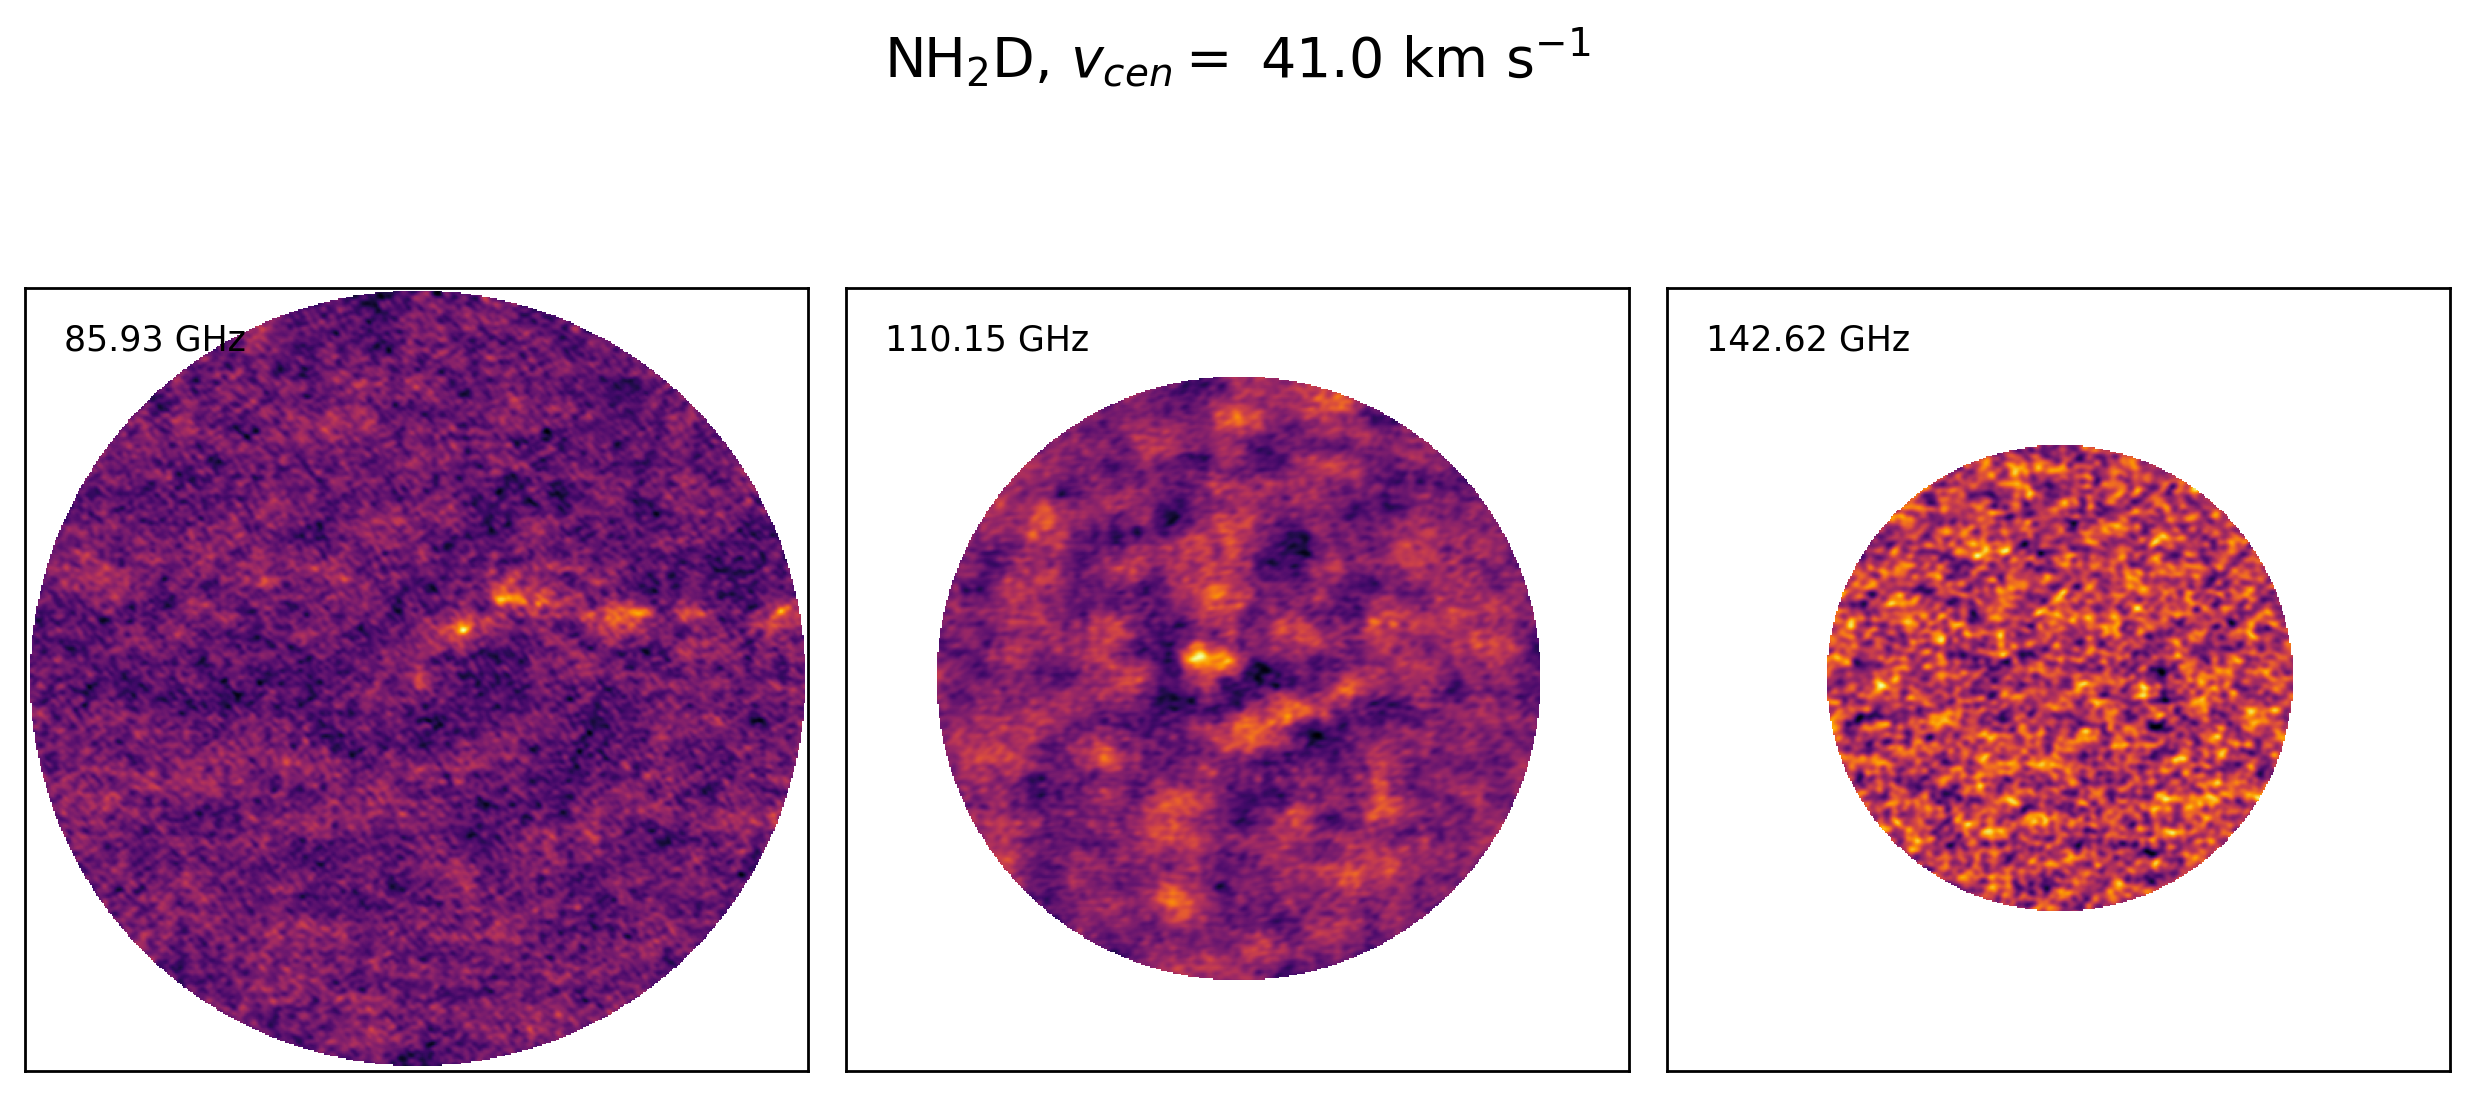 NH₂D, v_cen = 41.0 km s⁻¹
85.93 GHz
110.15 GHz
142.62 GHz